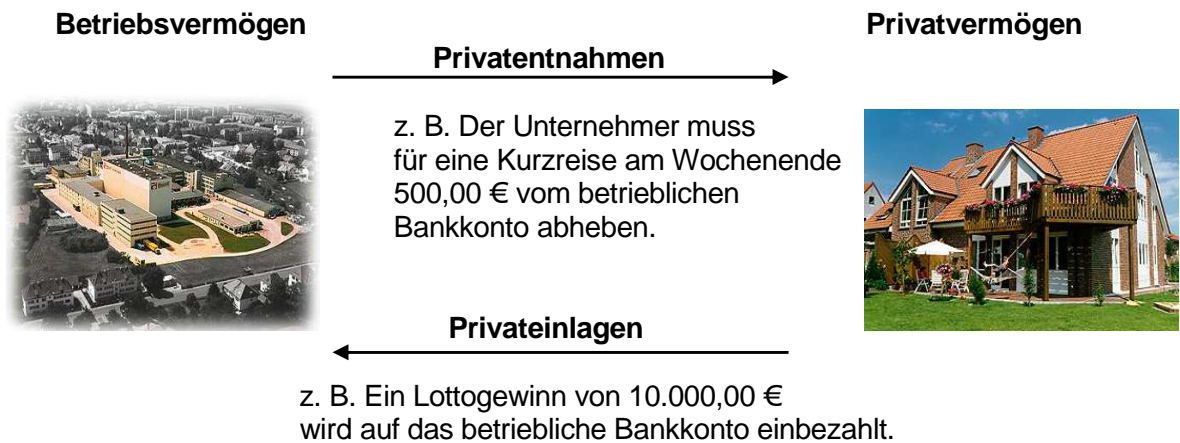 Betriebsvermögen
Privatvermögen
Privatentnahmen
z. B. Der Unternehmer muss
für eine Kurzreise am Wochenende
500,00 € vom betrieblichen
Bankkonto abheben.
Privateinlagen
z. B. Ein Lottogewinn von 10.000,00 €
wird auf das betriebliche Bankkonto einbezahlt.